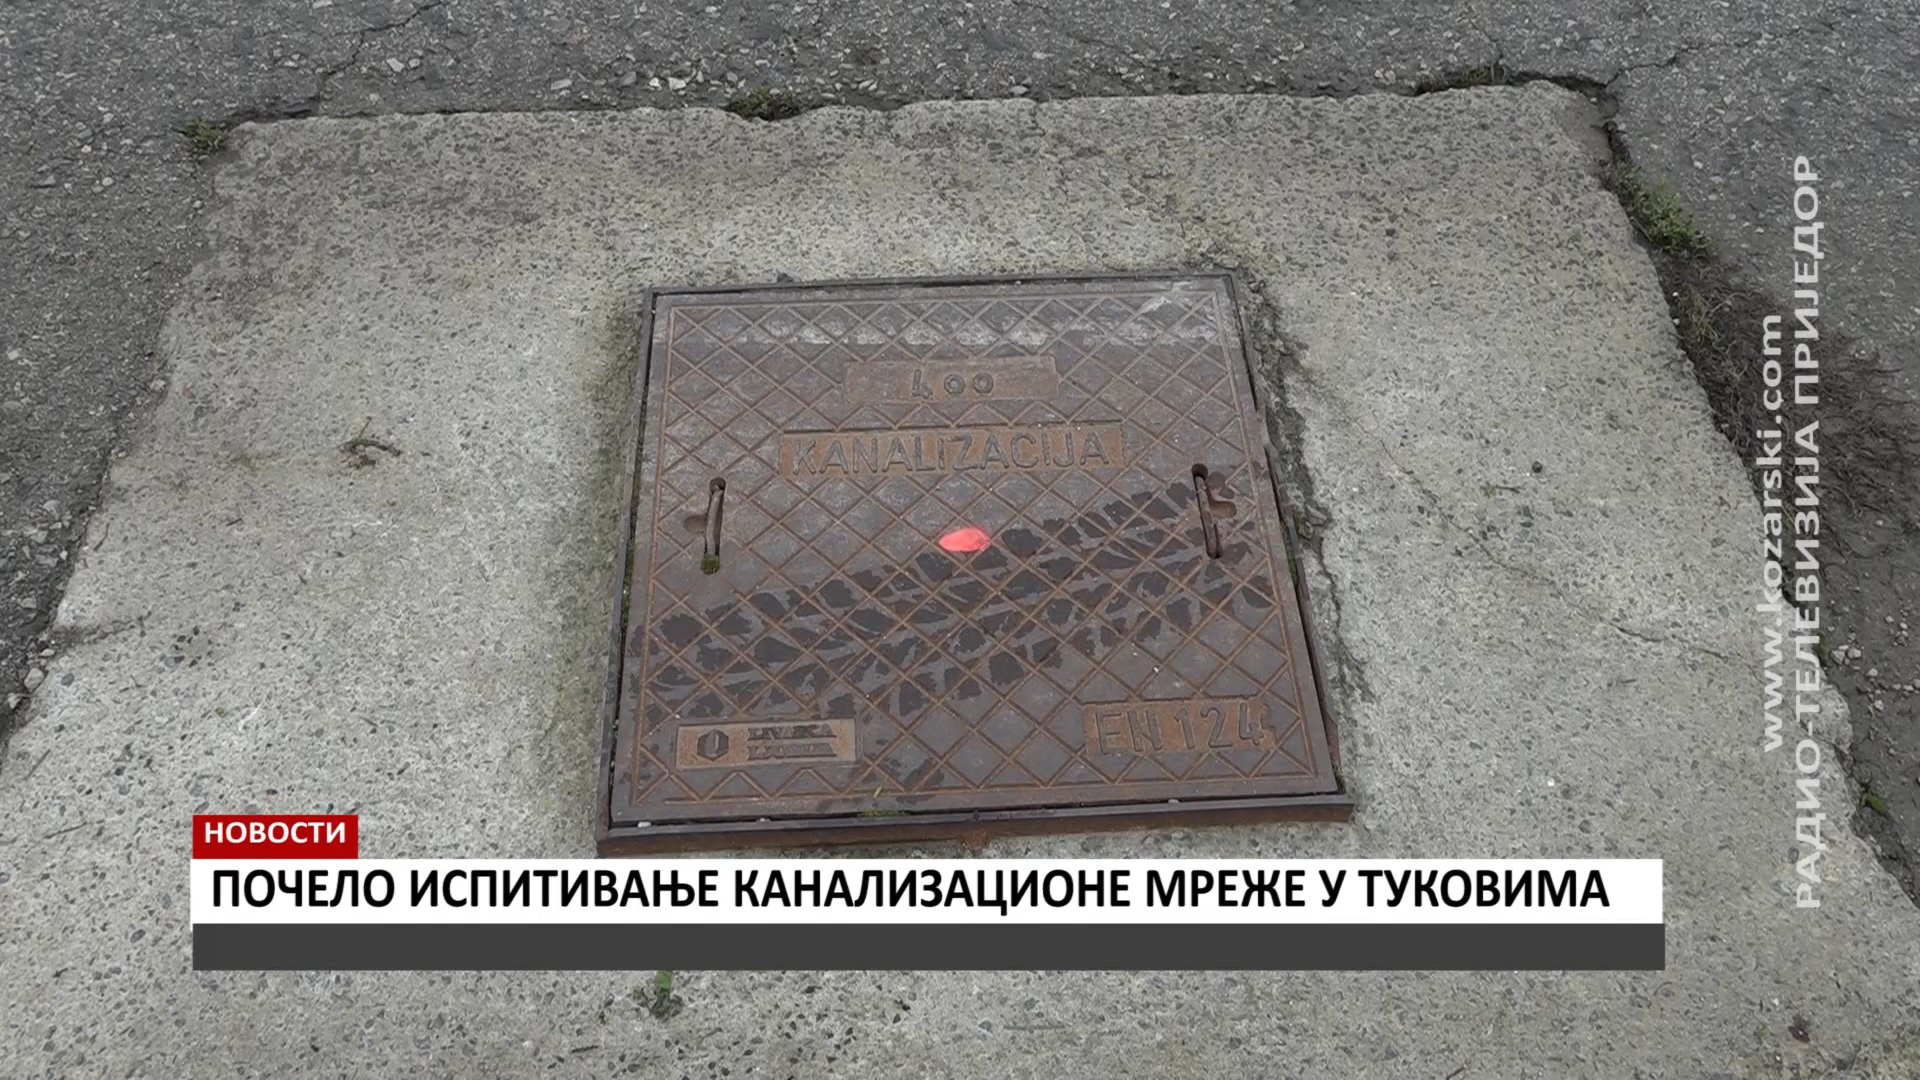 400
KANALIZACIJA
EN 124
НОВОСТИ
ПОЧЕЛО ИСПИТИВАЊЕ КАНАЛИЗАЦИОНЕ МРЕЖЕ У ТУКОВИМА
www.kozarski.com
РАДИО-ТЕЛЕВИЗИЈА ПРИЈЕДОР